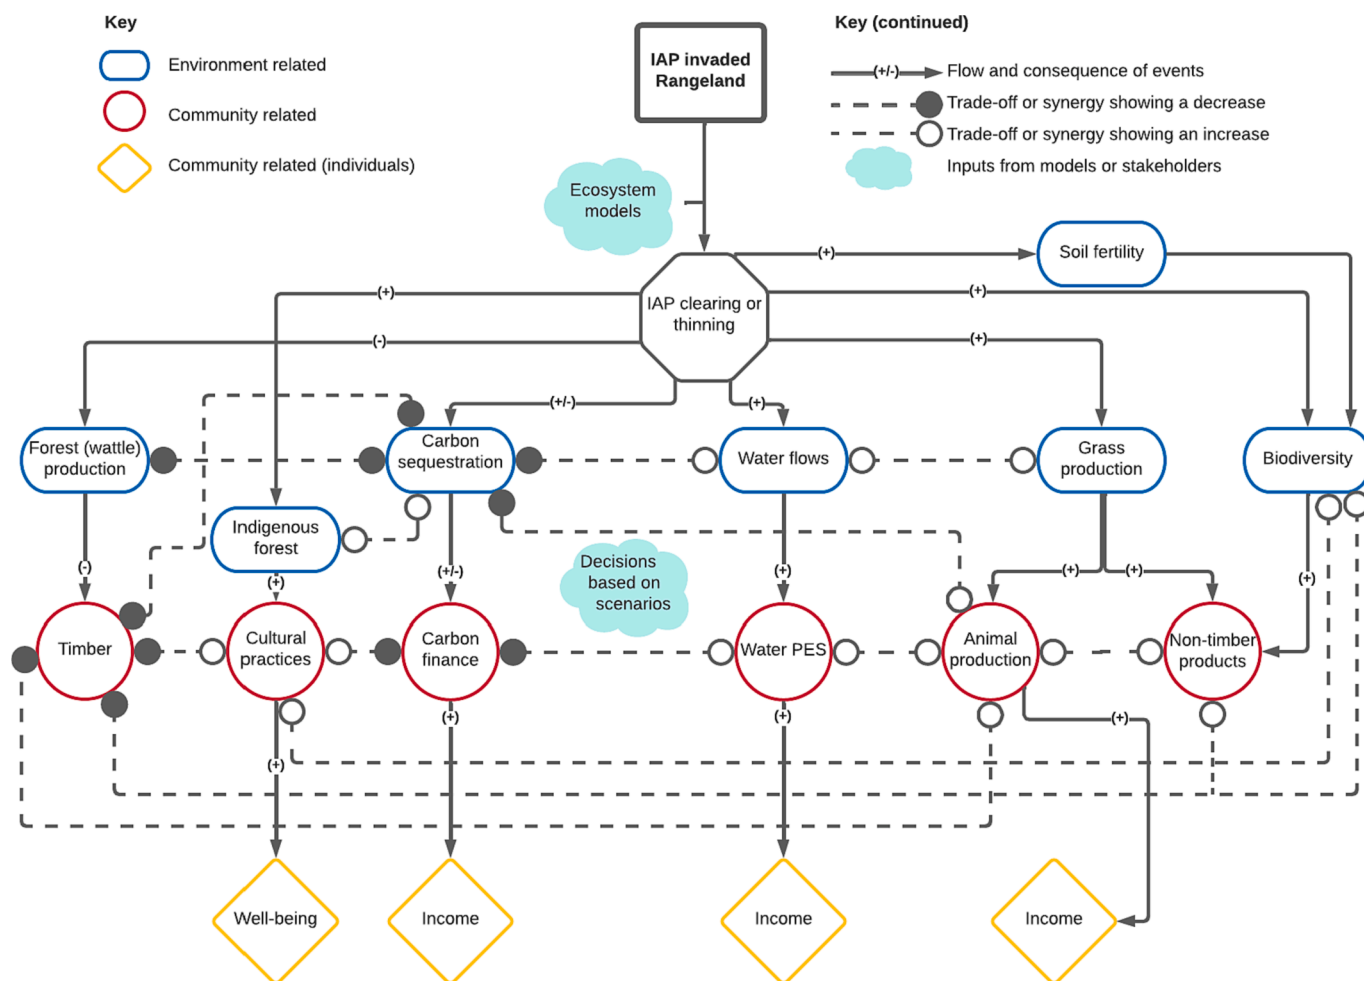 Key
Environment related
Community related
Community related (individuals)
IAP invaded
Rangeland
Key (continued)
(+/-)
Flow and consequence of events
Trade-off or synergy showing a decrease
Trade-off or synergy showing an increase
Inputs from models or stakeholders
Ecosystem
models
(+)
Soil fertility
IAP clearing or
thinning
(+)
(+)
(-)
(+)
(+/-)
(+)
Forest (wattle)
production
Carbon
sequestration
Water flows
Grass
production
Biodiversity
Indigenous
forest
Decisions
based on
scenarios
(-)
(+)
(+/-)
(+)
(+)
(+)
(+)
Timber
Cultural
practices
Carbon
finance
Water PES
Animal
production
Non-timber
products
(+)
(+)
(+)
(+)
Well-being
Income
Income
Income